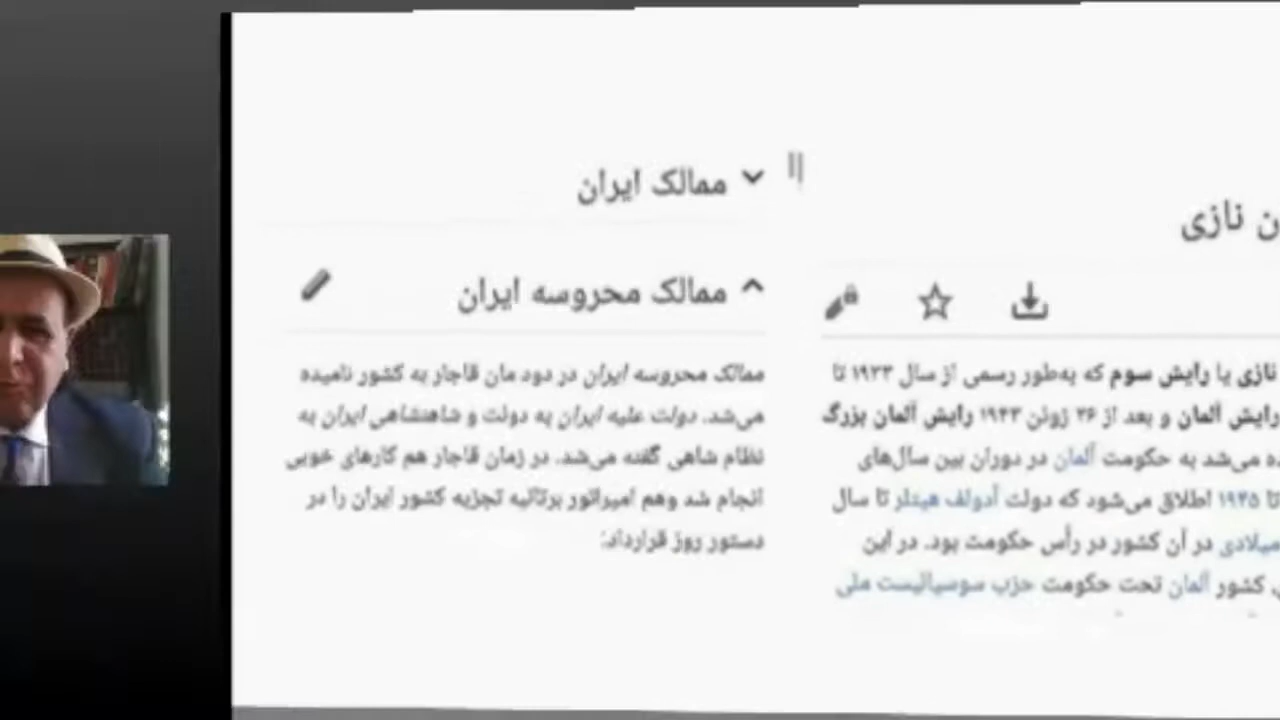 ن نازی
نازی یا رایش سوم که به‌طور رسمی از سال ۱۹۳۳ تا
رایش آلمان و بعد از ۲۶ ژوئن ۱۹۴۳ رایش آلمان بزرگ
ده می‌شد به حکومت آلمان در دوران بین سال‌های
تا ۱۹۴۵ اطلاق می‌شود که دولت آدولف هیتلر تا سال
میلادی در آن کشور در رأس حکومت بود. در این
کشور آلمان تحت حکومت حزب سوسیالیست ملی
ممالک ایران
ممالک محروسه ایران
ممالک محروسه ایران در دودمان قاجار به کشور نامیده
می‌شد. دولت علیه ایران به دولت و شاهنشاهی ایران به
نظام شاهی گفته می‌شد. در زمان قاجار هم کارهای خوبی
انجام شد وهم امیراتور برتانیه تجزیه کشور ایران را در
دستور روز قرارداد: